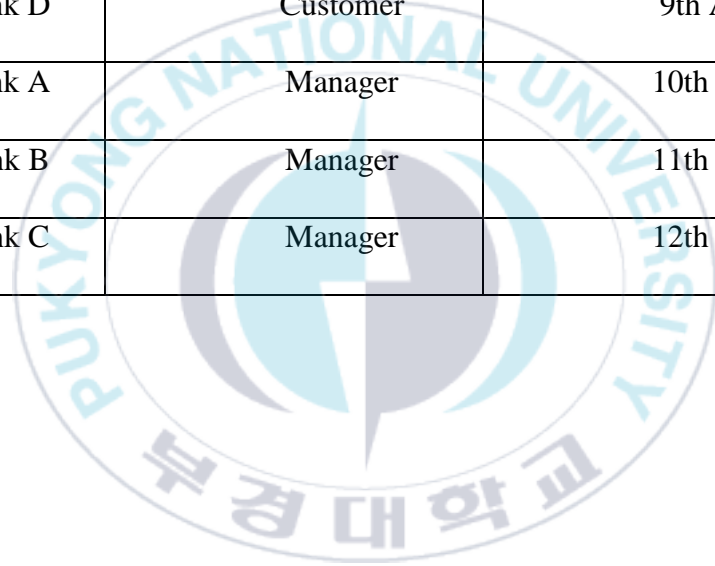 nk D Customer 9th A
nk A Manager 10th
nk B Manager 11th
nk C Manager 12th
PUKYONG NATIONAL UNIVERSITY
부경대학교